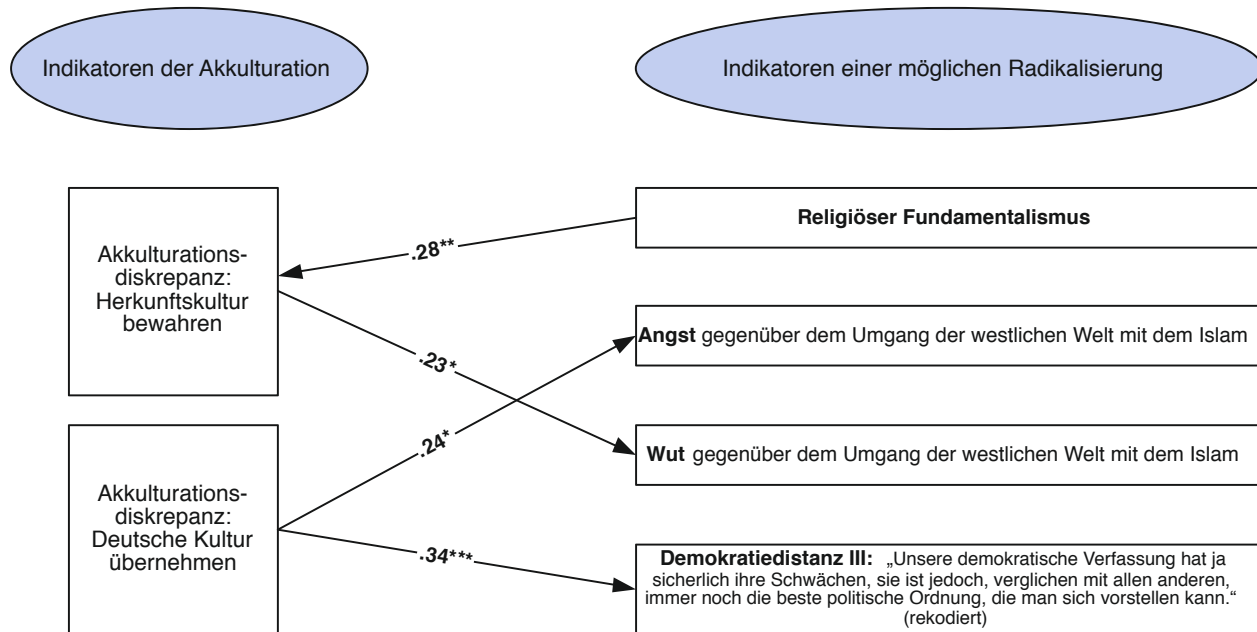 Indikatoren der Akkulturation
Indikatoren einer möglichen Radikalisierung
Akkulturations-
diskrepanz:
Herkunftskultur
bewahren
Religiöser Fundamentalismus
.28**
Angst gegenüber dem Umgang der westlichen Welt mit dem Islam
.23*
.24*
Wut gegenüber dem Umgang der westlichen Welt mit dem Islam
Akkulturations-
diskrepanz:
Deutsche Kultur
übernehmen
.34***
Demokratiedistanz III: „Unsere demokratische Verfassung hat ja
sicherlich ihre Schwächen, sie ist jedoch, verglichen mit allen anderen,
immer noch die beste politische Ordnung, die man sich vorstellen kann.“
(rekodiert)